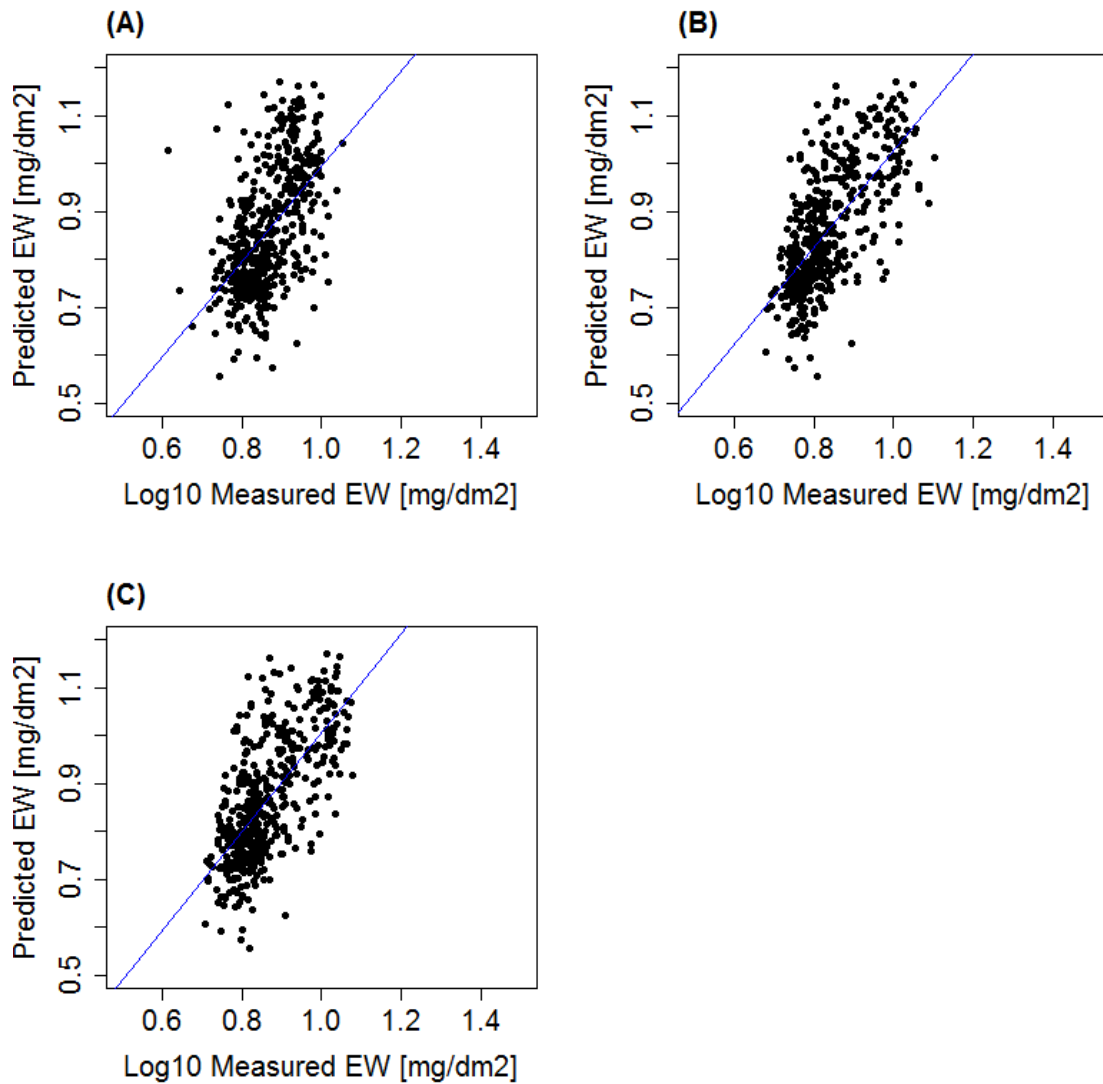 (A)
Predicted EW [mg/dm2]
1.1
0.9
0.7
0.5
0.6 0.8 1.0 1.2 1.4
Log10 Measured EW [mg/dm2]
(B)
Predicted EW [mg/dm2]
1.1
0.9
0.7
0.5
0.6 0.8 1.0 1.2 1.4
Log10 Measured EW [mg/dm2]
(C)
Predicted EW [mg/dm2]
1.1
0.9
0.7
0.5
0.6 0.8 1.0 1.2 1.4
Log10 Measured EW [mg/dm2]